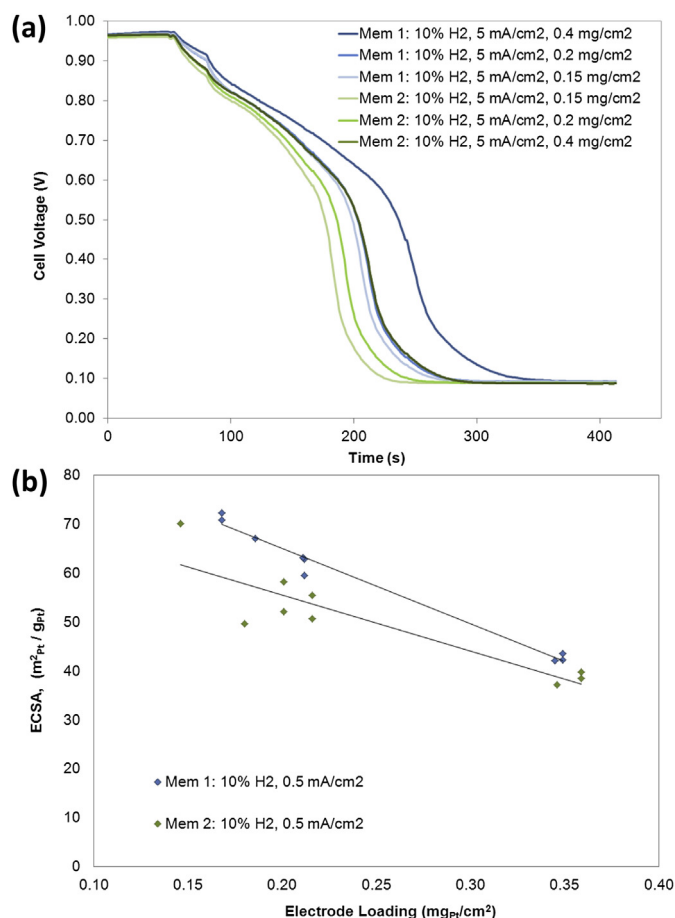 (a)
1.00
0.90
0.80
0.70
0.60
0.50
0.40
0.30
0.20
0.10
0.00
Cell Voltage (V)
Mem 1: 10% H2, 5 mA/cm2, 0.4 mg/cm2
Mem 1: 10% H2, 5 mA/cm2, 0.2 mg/cm2
Mem 1: 10% H2, 5 mA/cm2, 0.15 mg/cm2
Mem 2: 10% H2, 5 mA/cm2, 0.15 mg/cm2
Mem 2: 10% H2, 5 mA/cm2, 0.2 mg/cm2
Mem 2: 10% H2, 5 mA/cm2, 0.4 mg/cm2
0 100 200 300 400
Time (s)
(b)
80
70
60
50
40
30
20
10
0
ECSA, (m²Pt / gPt)
Mem 1: 10% H2, 0.5 mA/cm2
Mem 2: 10% H2, 0.5 mA/cm2
0.10 0.15 0.20 0.25 0.30 0.35 0.40
Electrode Loading (mgPt/cm²)